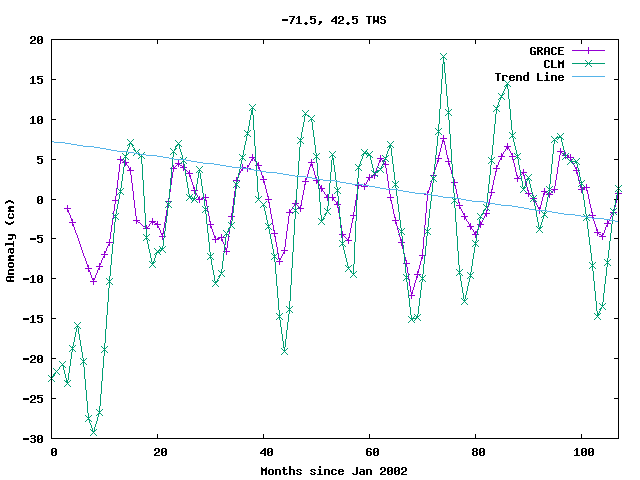 -71.5, 42.5 TWS
GRACE
CLM
Trend Line
20
15
10
5
0
-5
-10
-15
-20
-25
-30
Anomaly (cm)
0 20 40 60 80 100
Months since Jan 2002